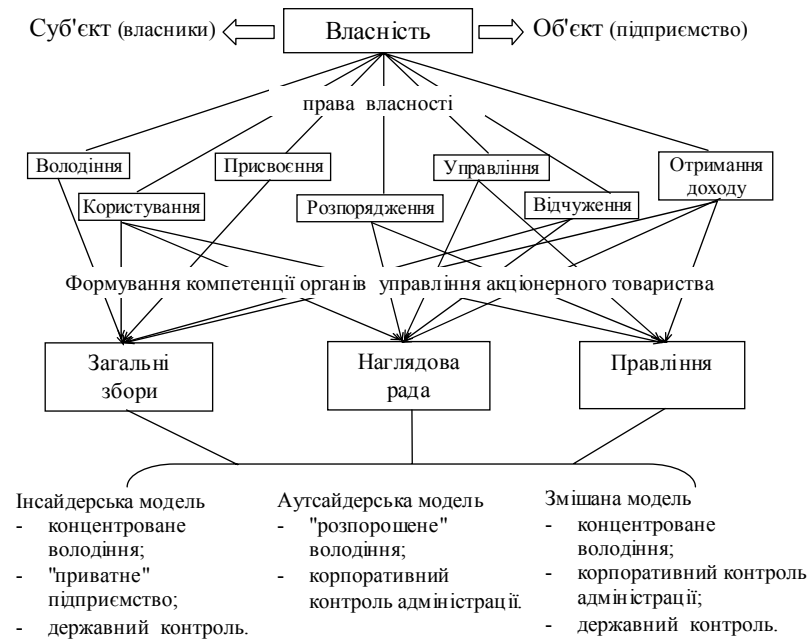 Суб'єкт (власники) Власність Об'єкт (підприємство)
права власності
Володіння Присвоєння Управління Отримання доходу
Користування Розпорядження Відчуження
Формування компетенції органів управління акціонерного товариства
Загальні
збори
Наглядова
рада
Правління
Інсайдерська модель
- концентроване
володіння;
- "приватне"
підприємство;
- державний контроль.
Аутсайдерська модель
- "розпорошене"
володіння;
- корпоративний
контроль адміністрації.
Змішана модель
- концентроване
володіння;
- корпоративний контроль
адміністрації;
- державний контроль.